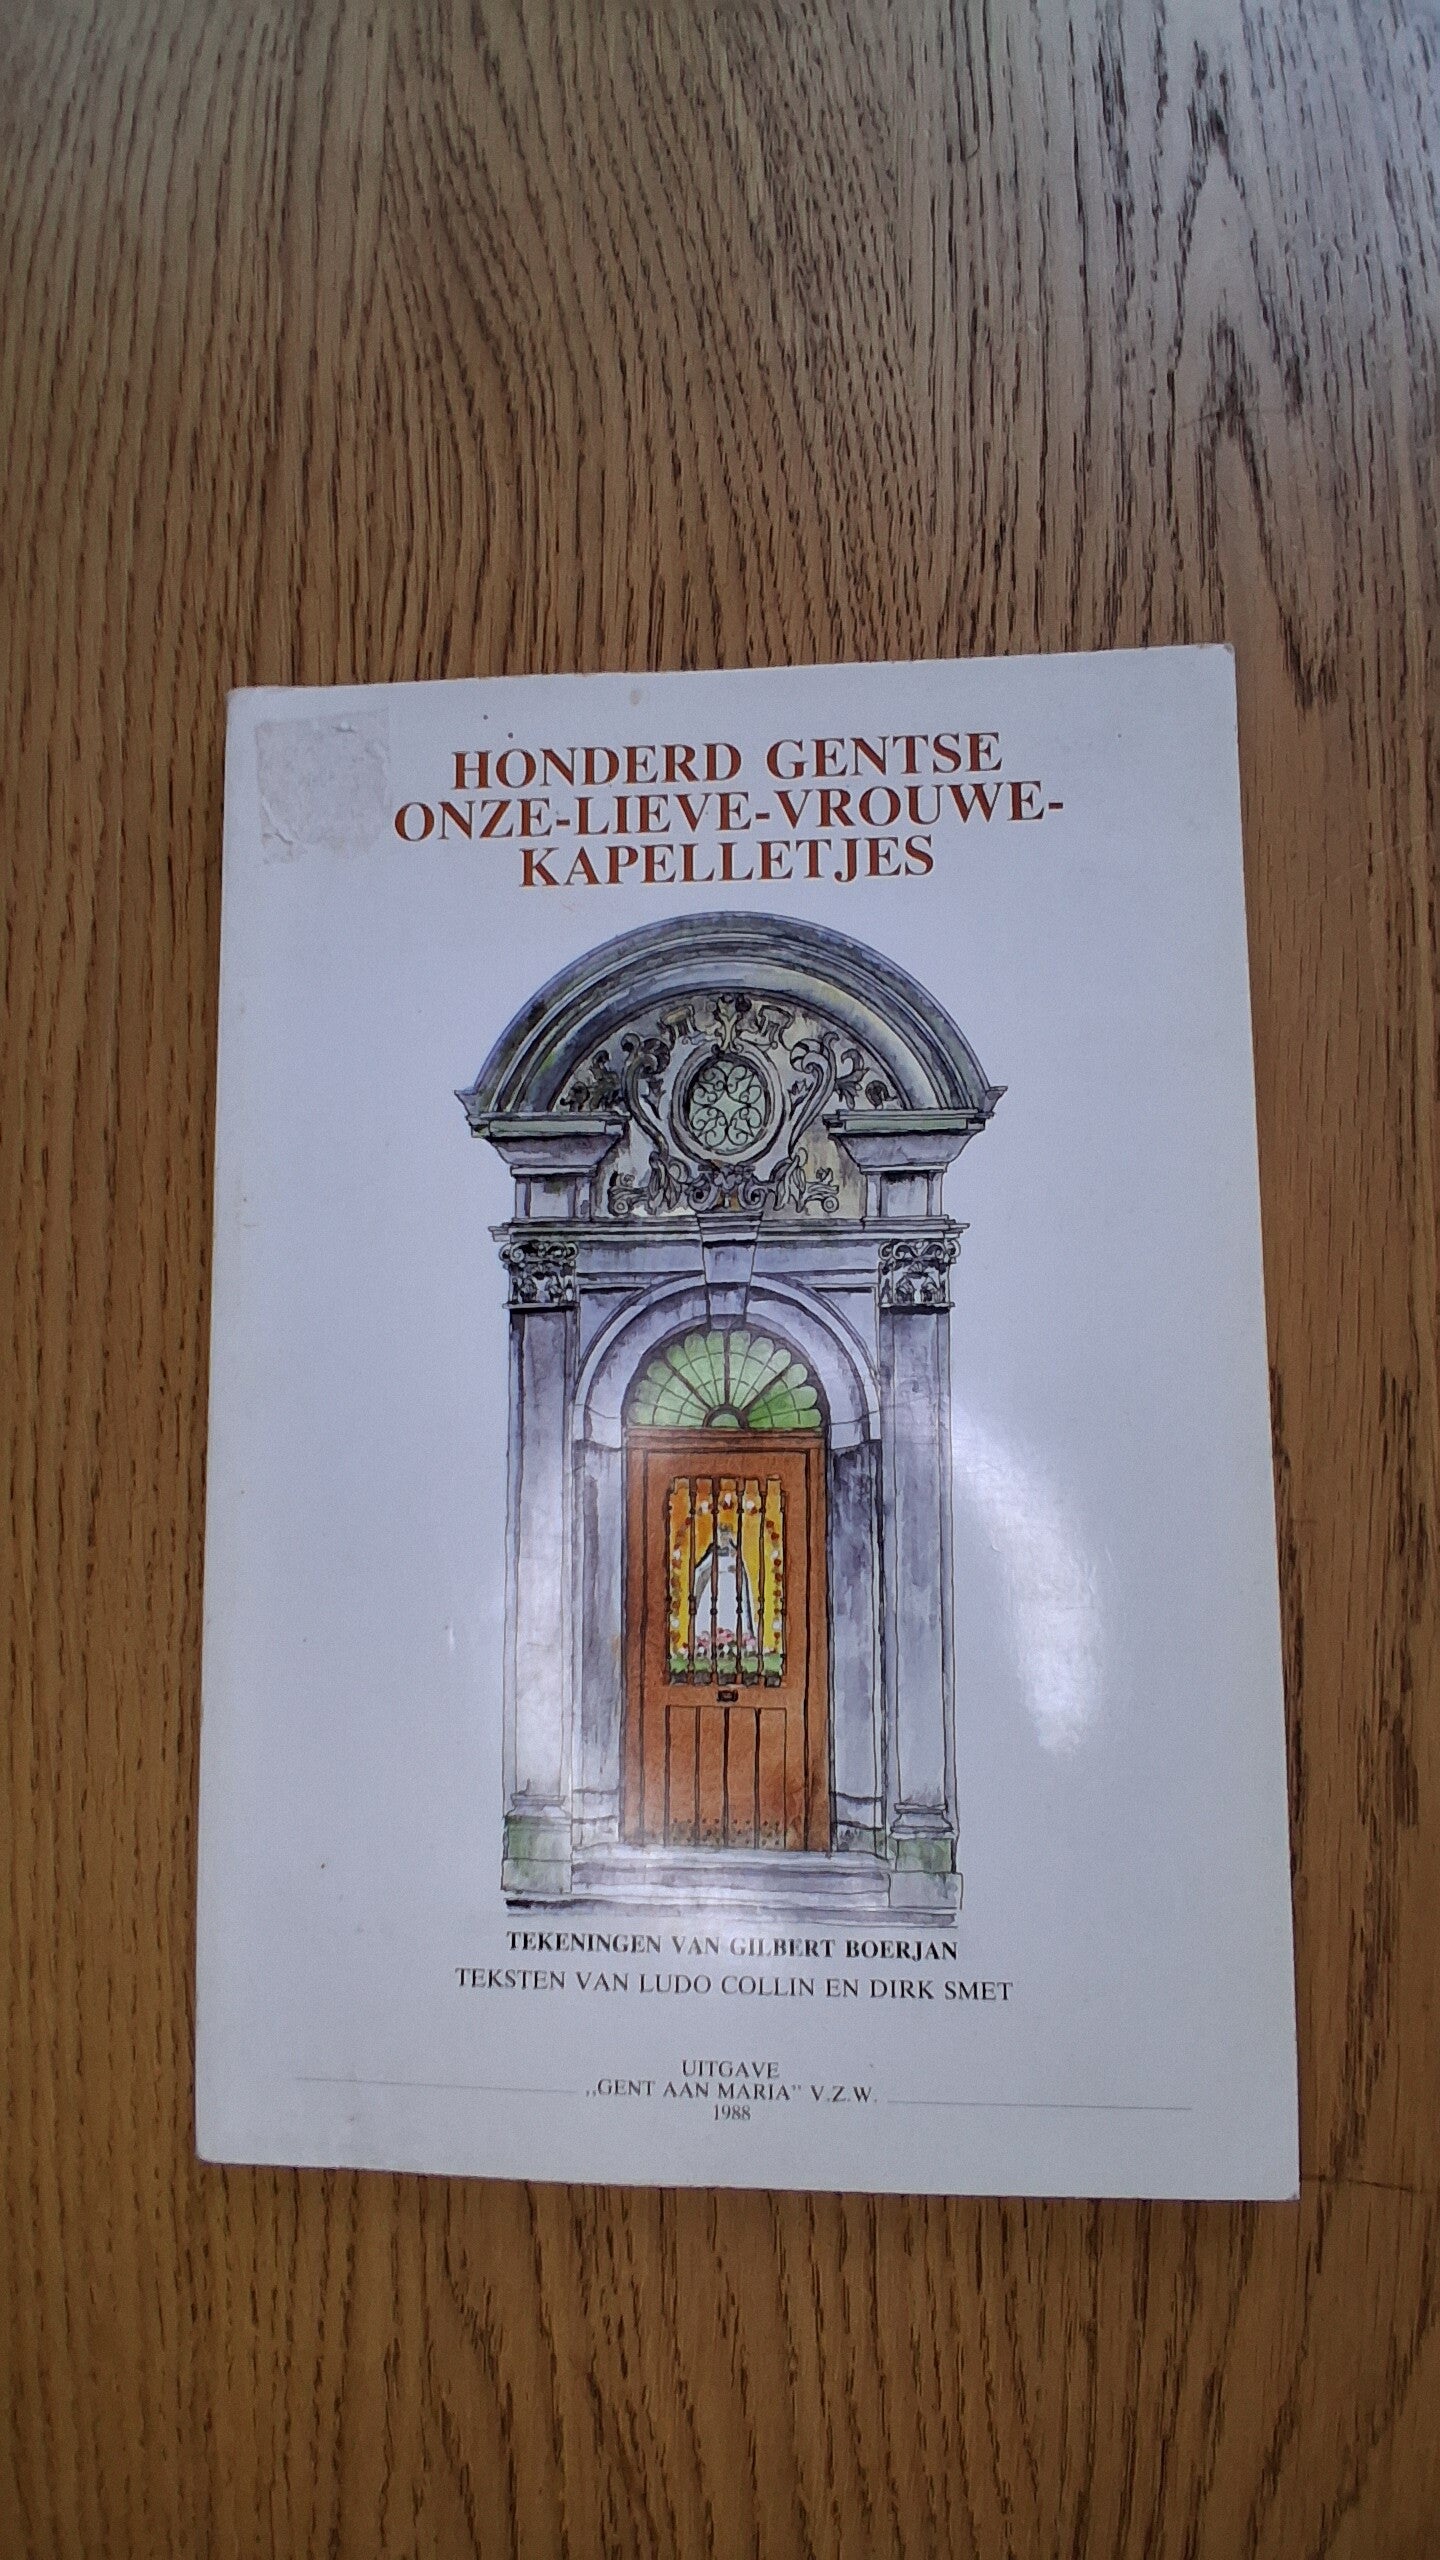 HONDERD GENTSE
ONZE-LIEVE-VROUWE-
KAPELLETJES
TEKENINGEN VAN GILBERT BOERJAN
TEKSTEN VAN LUDO COLLIN EN DIRK SMET
UITGAVE
„GENT AAN MARIA” V.Z.W.
1988